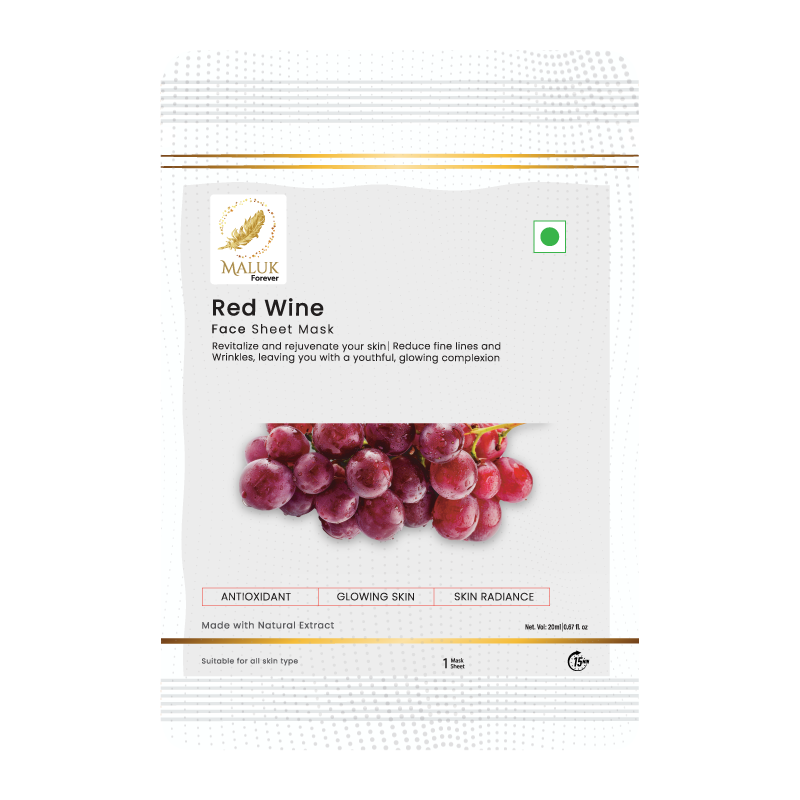 MALUK
Forever
Red Wine
Face Sheet Mask
Revitalize and rejuvenate your skin| Reduce fine lines and
Wrinkles, leaving you with a youthful, glowing complexion
ANTIOXIDANT
GLOWING SKIN
SKIN RADIANCE
Made with Natural Extract
Net. Vol: 20ml|0.67 fl. oz
Suitable for all skin type
1 Mask
Sheet
15 MIN